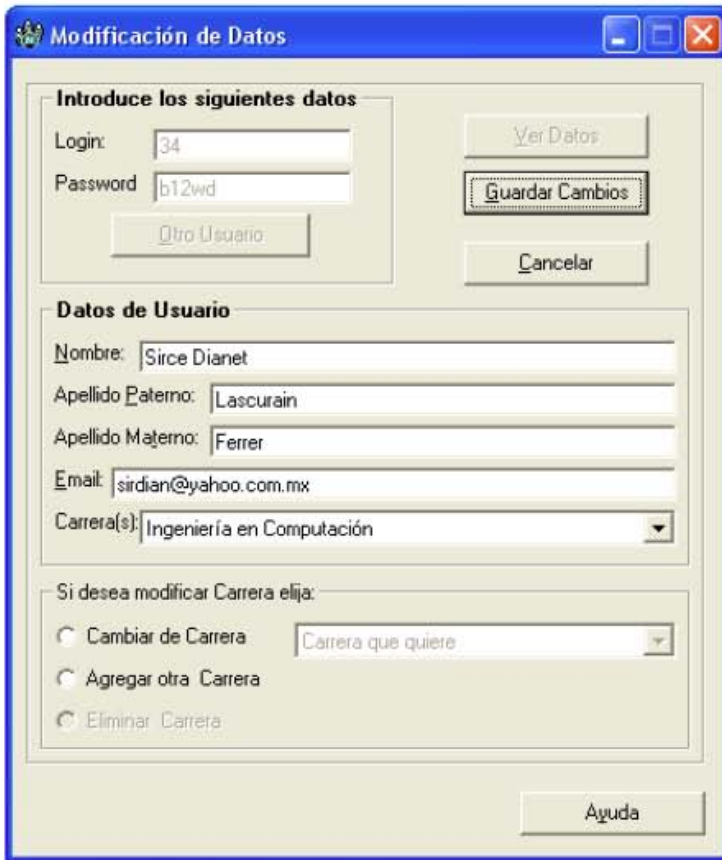 Modificación de Datos
Introduce los siguientes datos
Login: 34
Password b12wd
Otro Usuario
Ver Datos
Guardar Cambios
Cancelar
Datos de Usuario
Nombre: Sirce Dianet
Apellido Paterno: Lascurain
Apellido Materno: Ferrer
Email: sirdian@yahoo.com.mx
Carrera(s): Ingeniería en Computación
Si desea modificar Carrera elija:
Cambiar de Carrera Carrera que quiere
Agregar otra Carrera
Eliminar Carrera
Ayuda